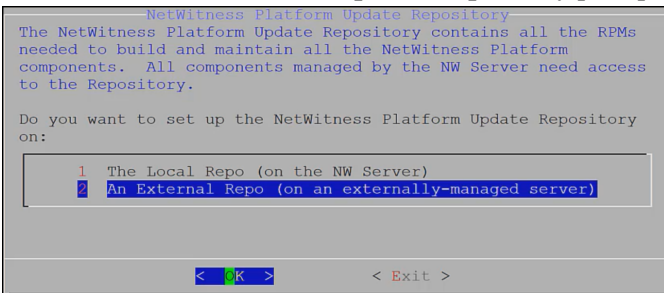 NetWitness Platform Update Repository
The NetWitness Platform Update Repository contains all the RPMs
needed to build and maintain all the NetWitness Platform
components.  All components managed by the NW Server need access
to the Repository.
Do you want to set up the NetWitness Platform Update Repository
on:
1  The Local Repo (on the NW Server)
2  An External Repo (on an externally-managed server)
<  OK  >  < Exit >